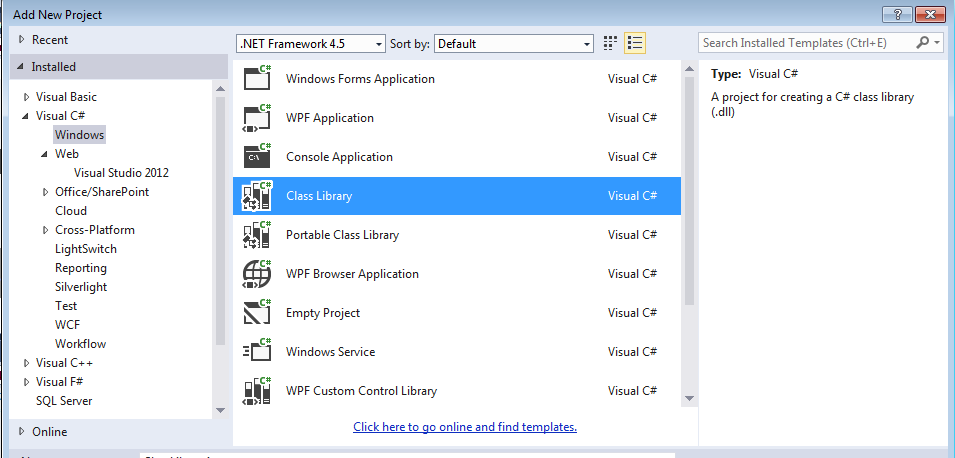 Add New Project
Recent
.NET Framework 4.5 Sort by: Default Search Installed Templates (Ctrl+E)
Installed
Visual Basic
Visual C#
Windows
Web
Visual Studio 2012
Office/SharePoint
Cloud
Cross-Platform
LightSwitch
Reporting
Silverlight
Test
WCF
Workflow
Visual C++
Visual F#
SQL Server
Online
Windows Forms Application Visual C#
WPF Application Visual C#
Console Application Visual C#
Class Library Visual C#
Portable Class Library Visual C#
WPF Browser Application Visual C#
Empty Project Visual C#
Windows Service Visual C#
WPF Custom Control Library Visual C#
Click here to go online and find templates.
Type: Visual C#
A project for creating a C# class library
(.dll)